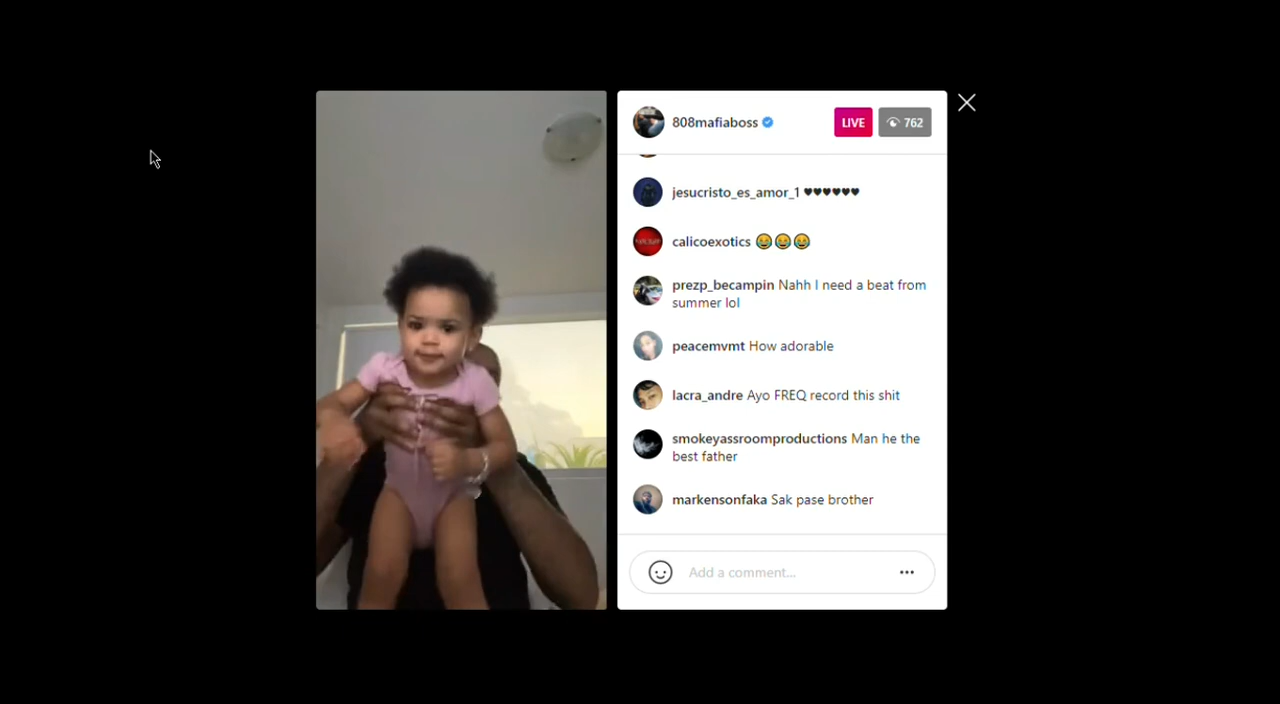 808mafiaboss
LIVE
762
jesucristo_es_amor_1 ♥♥♥♥♥♥
calicoexotics 😂😂😂
prezp_becampin Nahh I need a beat from
summer lol
peacemvmt How adorable
lacra_andre Ayo FREQ record this shit
smokeyassroomproductions Man he the
best father
markensonfaka Sak pase brother
Add a comment...